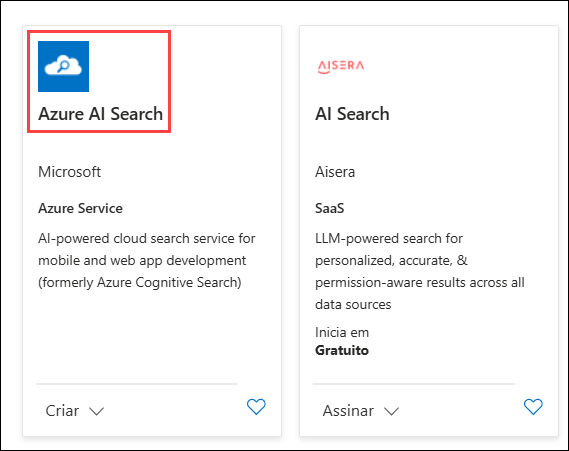 Azure AI Search
Microsoft
Azure Service
AI-powered cloud search service for
mobile and web app development
(formerly Azure Cognitive Search)
Criar
AISERA
AI Search
Aisera
SaaS
LLM-powered search for
personalized, accurate, &
permission-aware results across all
data sources
Inicia em
Gratuito
Assinar